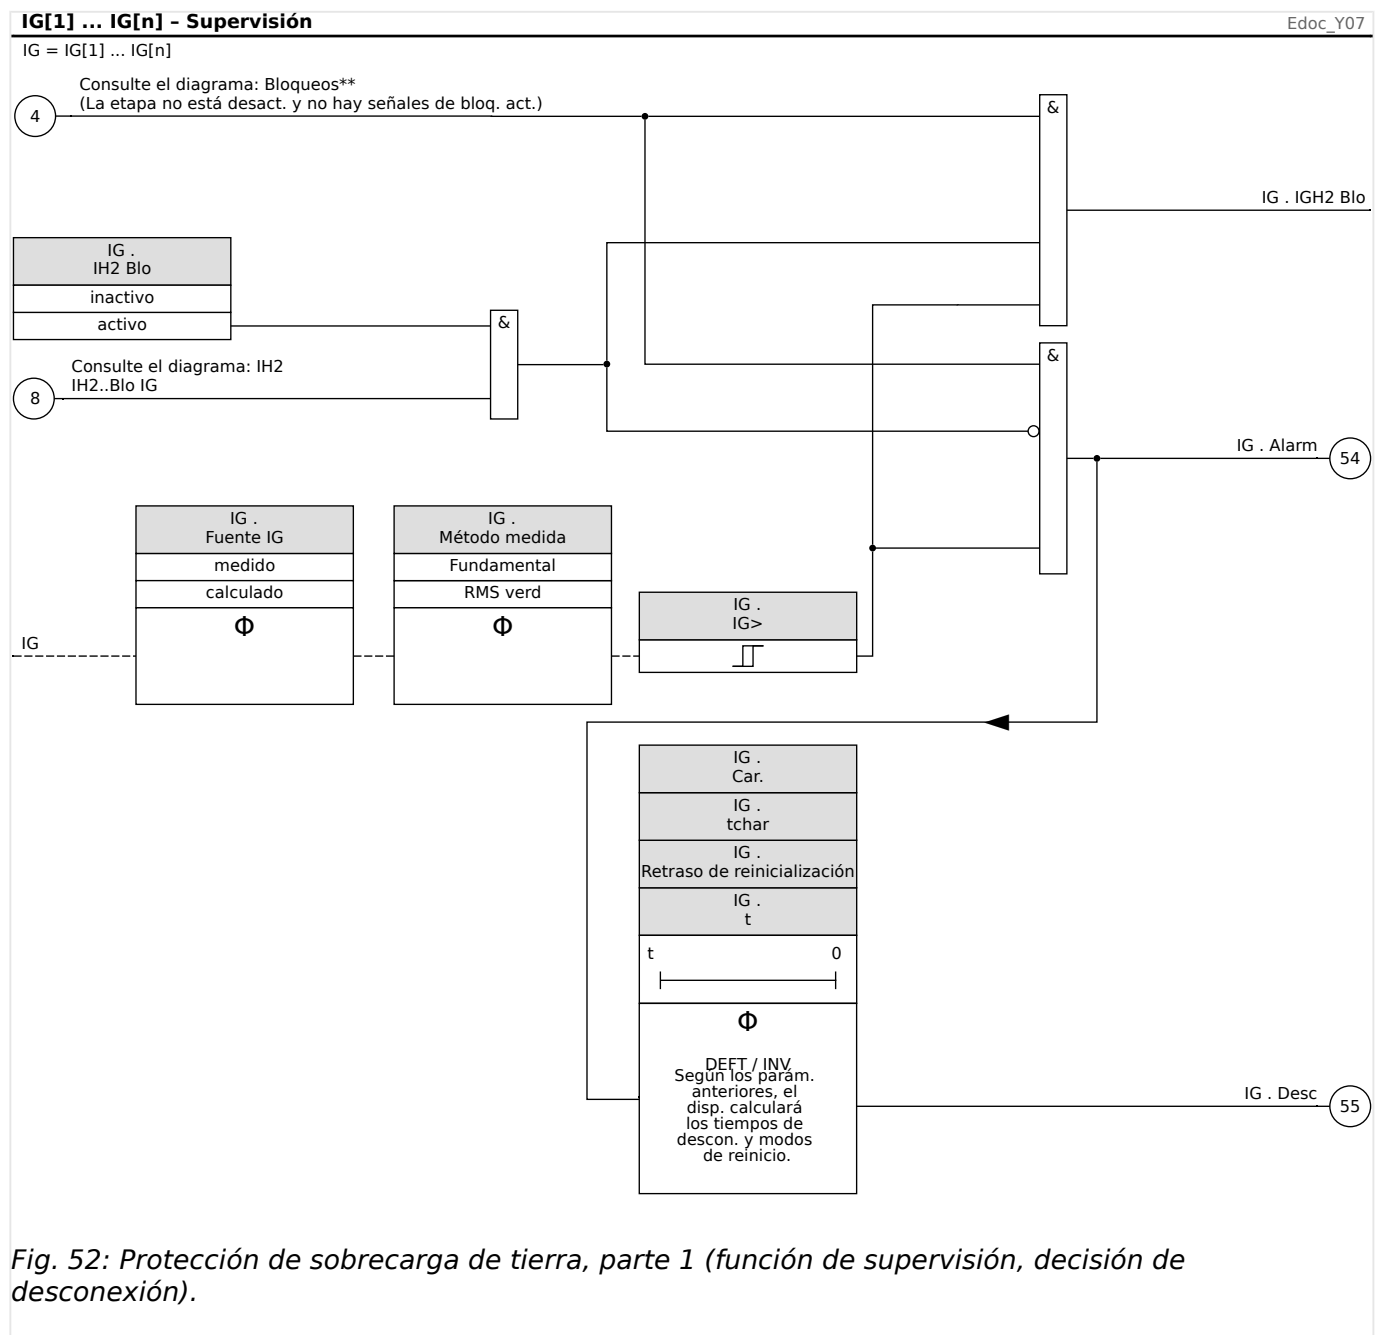 IG[1] ... IG[n] – Supervisión
Edoc_Y07
IG = IG[1] ... IG[n]
Consulte el diagrama: Bloqueos**
(La etapa no está desact. y no hay señales de bloq. act.)
4
&
IG . IGH2 Blo
IG .
IH2 Blo
inactivo
activo
&
Consulte el diagrama: IH2
IH2..Blo IG
8
&
IG . Alarm
54
IG .
Fuente IG
medido
calculado
Φ
IG .
Método medida
Fundamental
RMS verd
Φ
IG .
IG>
IG
IG .
Car.
IG .
tchar
IG .
Retraso de reinicialización
IG .
t
t 0
Φ
DEFT / INV
Según los parám.
anteriores, el
disp. calculará
los tiempos de
descon. y modos
de reinicio.
IG . Desc
55
Fig. 52: Protección de sobrecarga de tierra, parte 1 (función de supervisión, decisión de
desconexión).